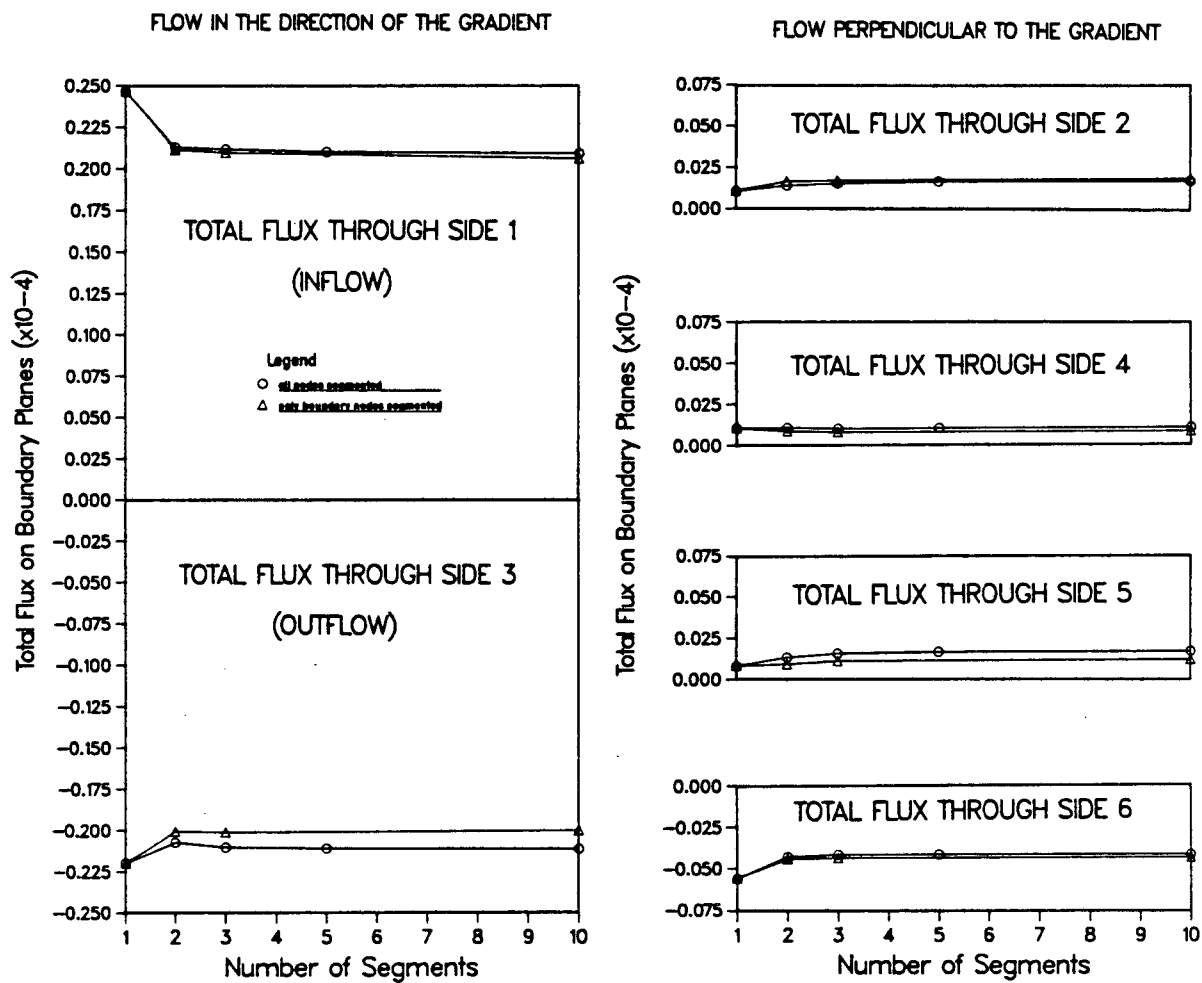 FLOW IN THE DIRECTION OF THE GRADIENT
Total Flux on Boundary Planes (x10−4)
0.250
0.225
0.200
0.175
0.150
0.125
0.100
0.075
0.050
0.025
0.000
−0.025
−0.050
−0.075
−0.100
−0.125
−0.150
−0.175
−0.200
−0.225
−0.250
TOTAL FLUX THROUGH SIDE 1
(INFLOW)
Legend
all nodes segmented
only boundary nodes segmented
TOTAL FLUX THROUGH SIDE 3
(OUTFLOW)
1 2 3 4 5 6 7 8 9 10
Number of Segments
FLOW PERPENDICULAR TO THE GRADIENT
Total Flux on Boundary Planes (x10−4)
0.075
0.050
0.025
0.000
TOTAL FLUX THROUGH SIDE 2
0.075
0.050
0.025
0.000
TOTAL FLUX THROUGH SIDE 4
0.075
0.050
0.025
0.000
TOTAL FLUX THROUGH SIDE 5
0.000
−0.025
−0.050
−0.075
TOTAL FLUX THROUGH SIDE 6
1 2 3 4 5 6 7 8 9 10
Number of Segments